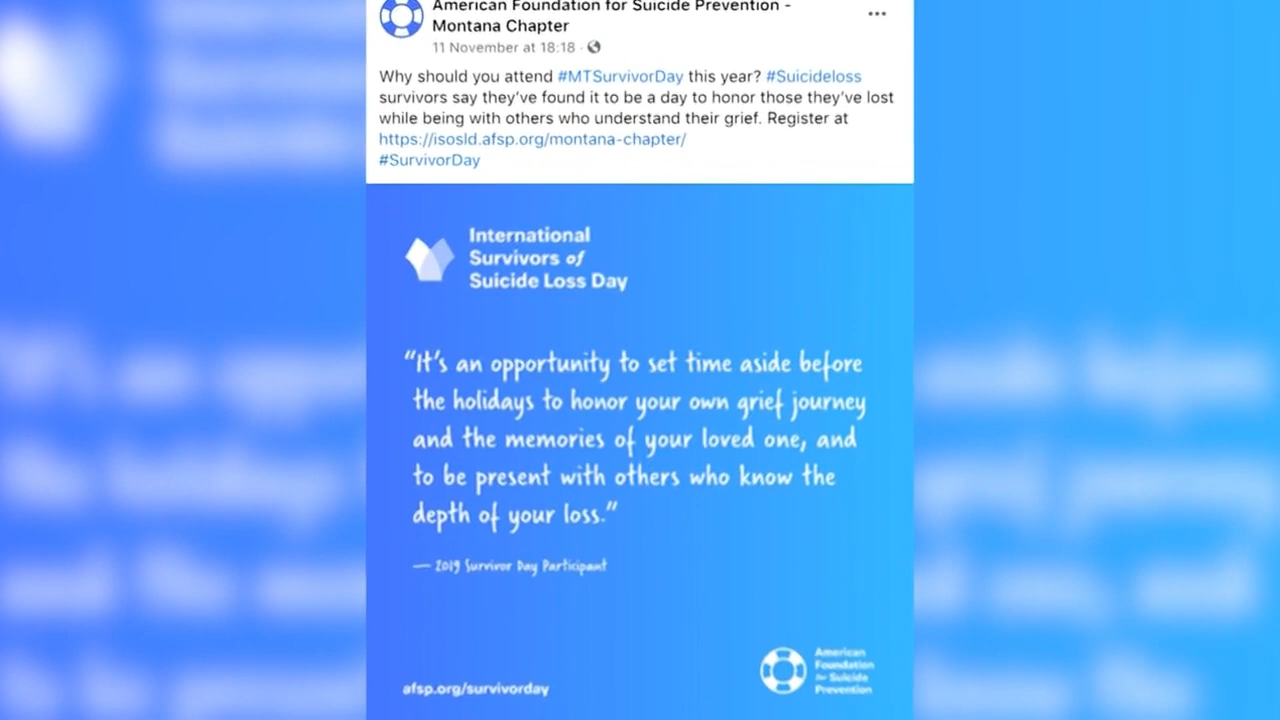 American Foundation for Suicide Prevention -
Montana Chapter
11 November at 18:18 ·
Why should you attend #MTSurvivorDay this year? #Suicideloss
survivors say they've found it to be a day to honor those they've lost
while being with others who understand their grief. Register at
https://isosld.afsp.org/montana-chapter/
#SurvivorDay
International
Survivors of
Suicide Loss Day
“It's an opportunity to set time aside before
the holidays to honor your own grief journey
and the memories of your loved one, and
to be present with others who know the
depth of your loss.”
— 2019 Survivor Day Participant
afsp.org/survivorday
American
Foundation
for Suicide
Prevention